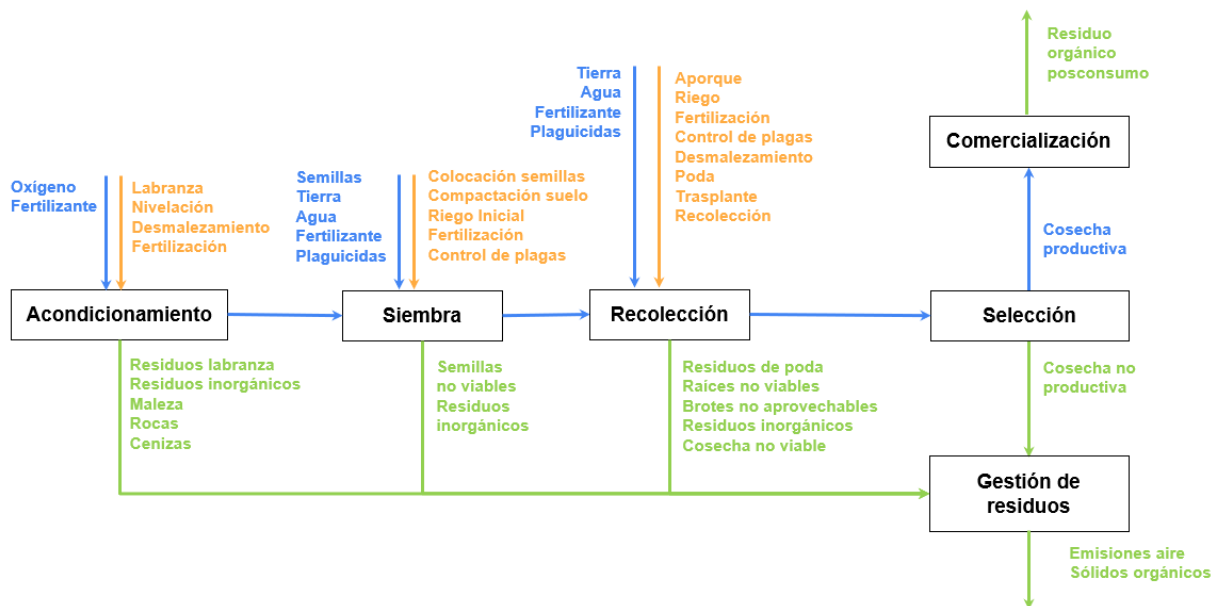 Residuo
orgánico
posconsumo
Tierra
Agua
Fertilizante
Plaguicidas
Aporque
Riego
Fertilización
Control de plagas
Desmalezamiento
Poda
Trasplante
Recolección
Comercialización
Oxígeno
Fertilizante
Labranza
Nivelación
Desmalezamiento
Fertilización
Semillas
Tierra
Agua
Fertilizante
Plaguicidas
Colocación semillas
Compactación suelo
Riego Inicial
Fertilización
Control de plagas
Cosecha
productiva
Acondicionamiento
Siembra
Recolección
Selección
Residuos labranza
Residuos inorgánicos
Maleza
Rocas
Cenizas
Semillas
no viables
Residuos
inorgánicos
Residuos de poda
Raíces no viables
Brotes no aprovechables
Residuos inorgánicos
Cosecha no viable
Cosecha no
productiva
Gestión de
residuos
Emisiones aire
Sólidos orgánicos